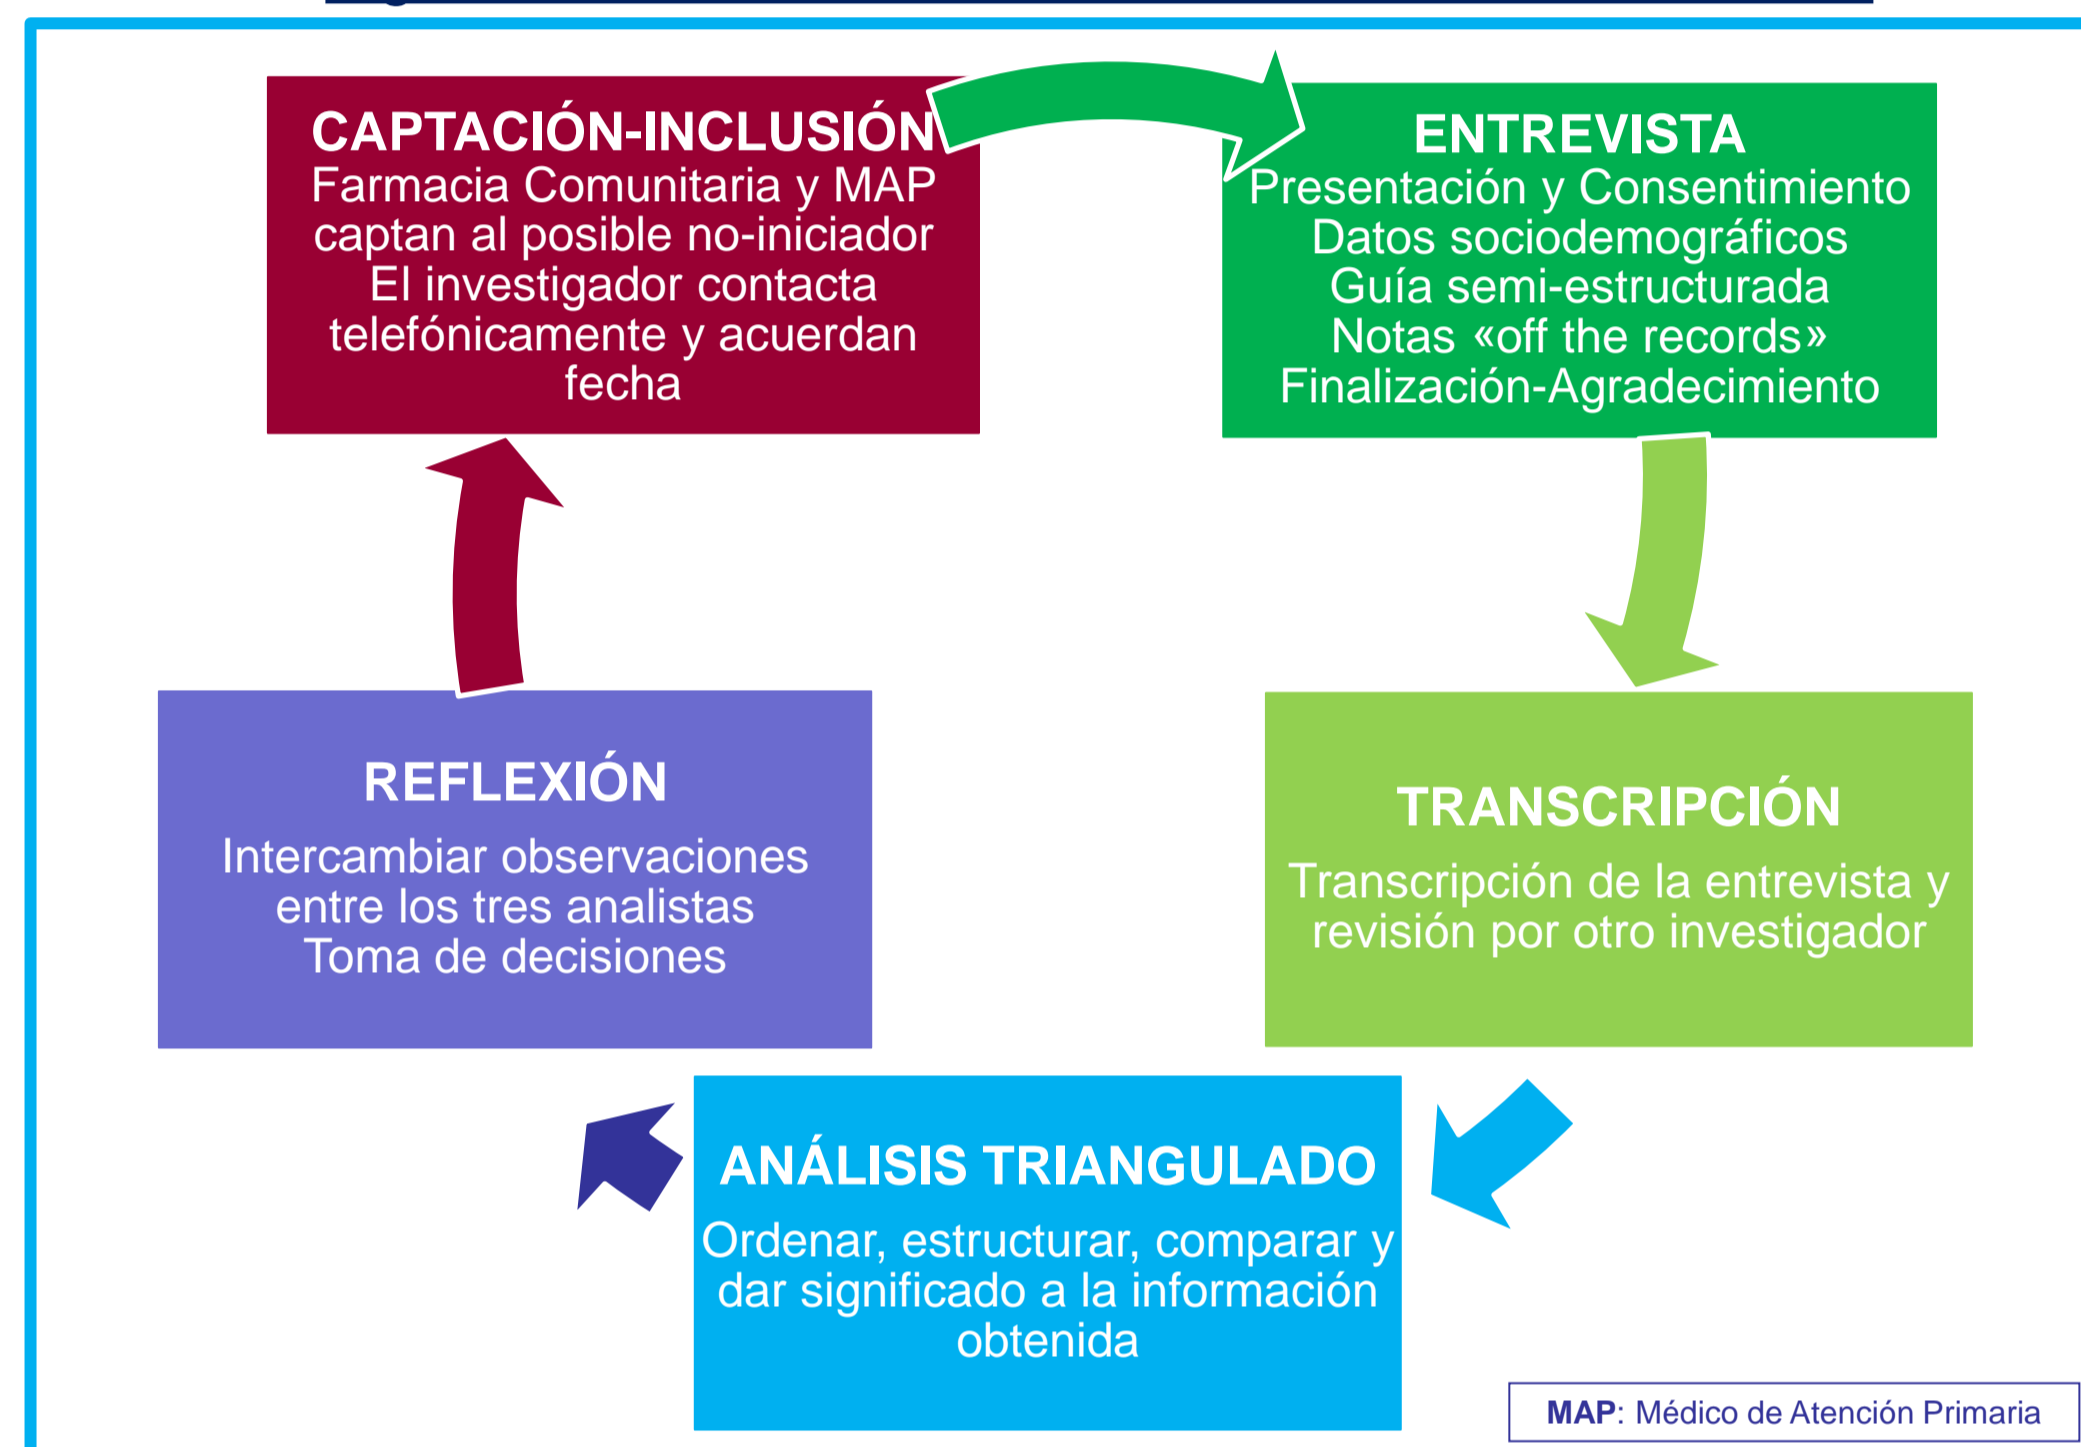 CAPTACIÓN-INCLUSIÓN
Farmacia Comunitaria y MAP
captan al posible no-iniciador
El investigador contacta
telefónicamente y acuerdan
fecha
ENTREVISTA
Presentación y Consentimiento
Datos sociodemográficos
Guía semi-estructurada
Notas «off the records»
Finalización-Agradecimiento
TRANSCRIPCIÓN
Transcripción de la entrevista y
revisión por otro investigador
ANÁLISIS TRIANGULADO
Ordenar, estructurar, comparar y
dar significado a la información
obtenida
REFLEXIÓN
Intercambiar observaciones
entre los tres analistas
Toma de decisiones
MAP: Médico de Atención Primaria